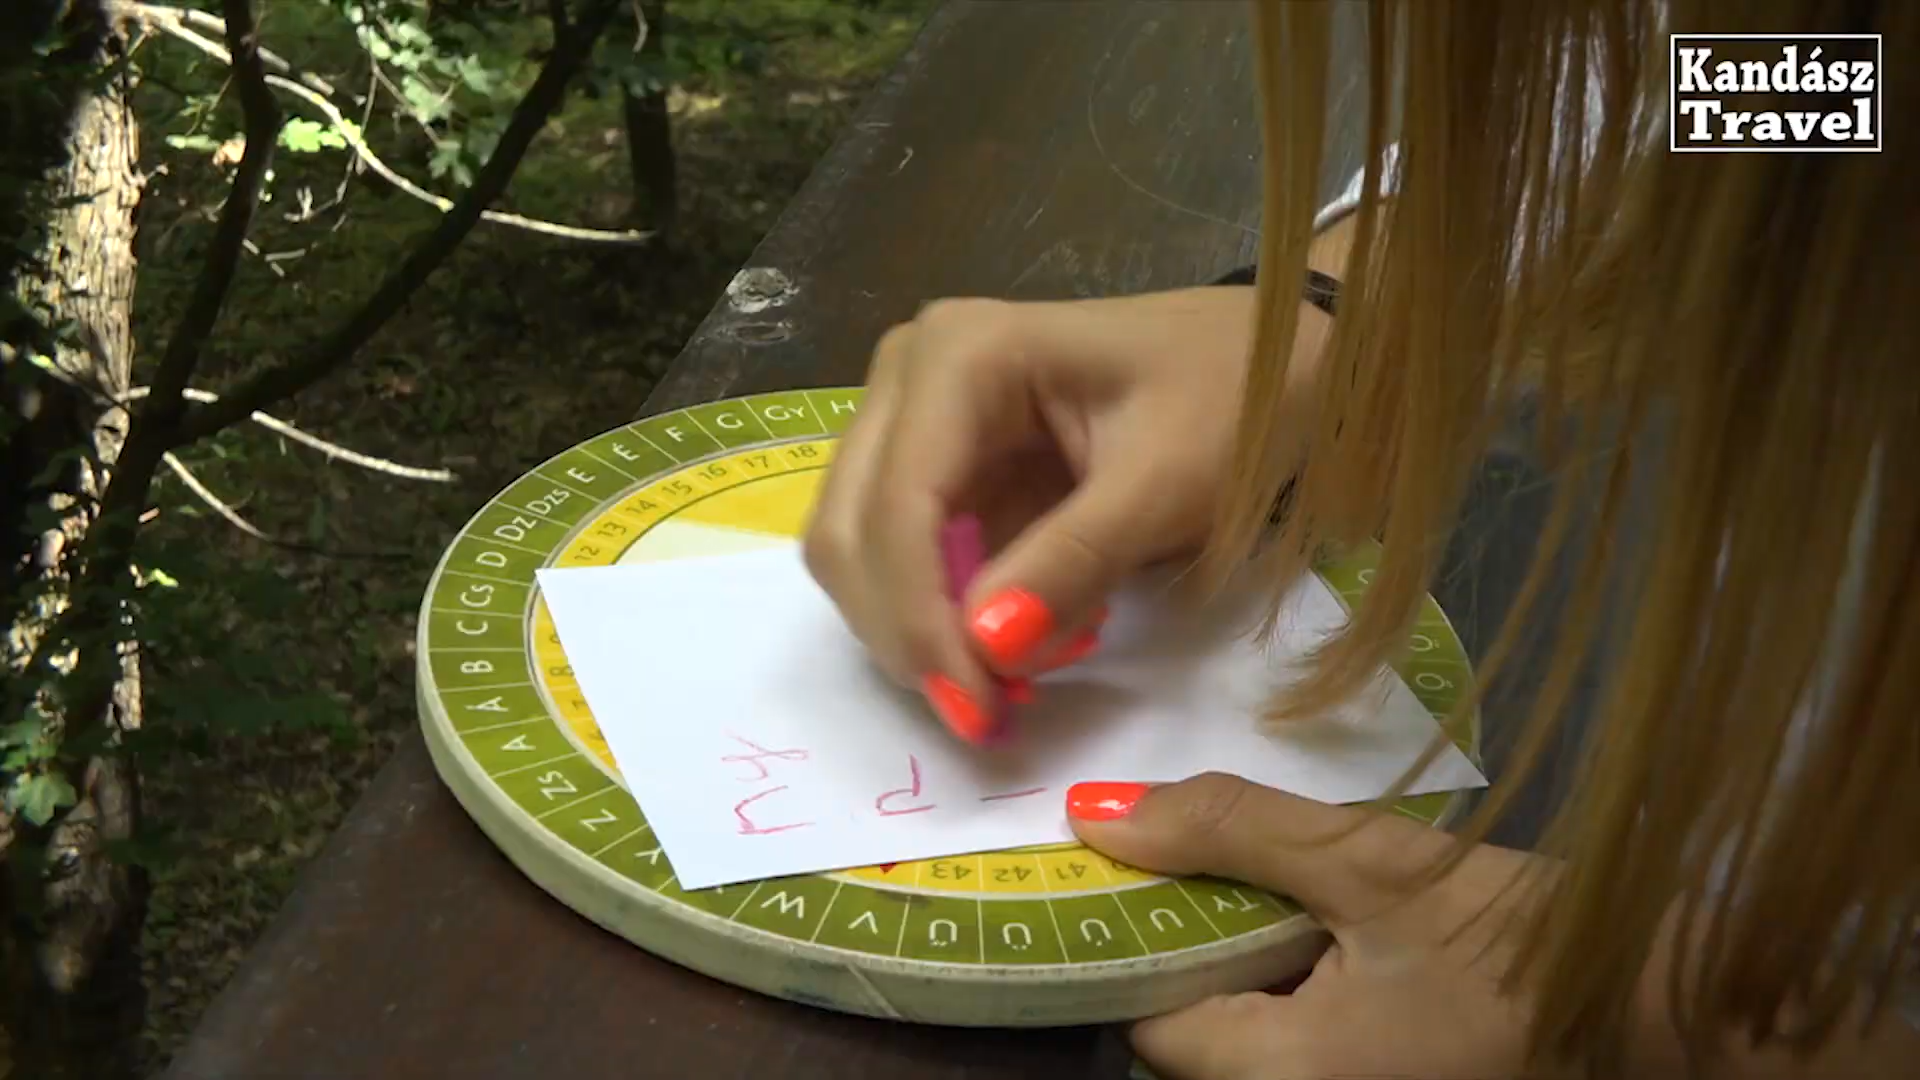 Kandász
Travel
G
GY
H
F
É
E
DZS
DZ
D
CS
C
B
Á
A
ZS
Z
W
V
Ű
Ü
Ú
U
TY
Ö
Ő
12
13
14
15
16
17
18
8
43
42
41
ny